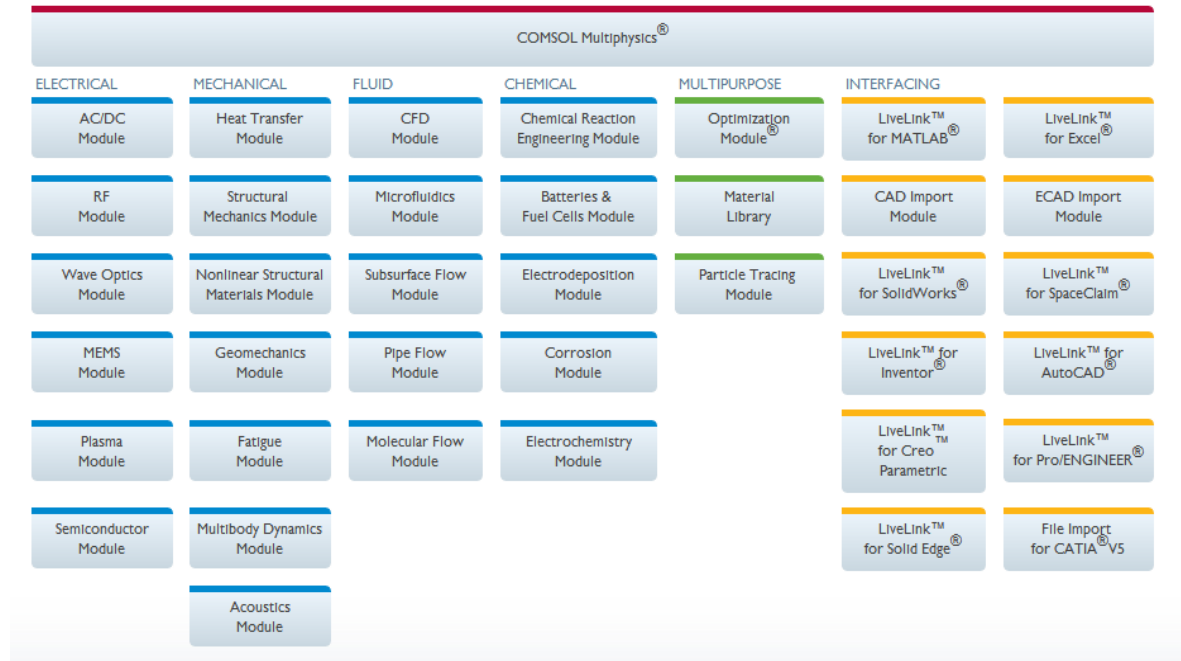 COMSOL Multiphysics®
ELECTRICAL
AC/DC
Module
RF
Module
Wave Optics
Module
MEMS
Module
Plasma
Module
Semiconductor
Module
MECHANICAL
Heat Transfer
Module
Structural
Mechanics Module
Nonlinear Structural
Materials Module
Geomechanics
Module
Fatigue
Module
Multibody Dynamics
Module
Acoustics
Module
FLUID
CFD
Module
Microfluidics
Module
Subsurface Flow
Module
Pipe Flow
Module
Molecular Flow
Module
CHEMICAL
Chemical Reaction
Engineering Module
Batteries &
Fuel Cells Module
Electrodeposition
Module
Corrosion
Module
Electrochemistry
Module
MULTIPURPOSE
Optimization
Module®
Material
Library
Particle Tracing
Module
INTERFACING
LiveLink™
for MATLAB®
CAD Import
Module
LiveLink™
for SolidWorks®
LiveLink™ for
Inventor®
LiveLink™
for Creo™
Parametric
LiveLink™
for Solid Edge®
LiveLink™
for Excel®
ECAD Import
Module
LiveLink™
for SpaceClaim®
LiveLink™ for
AutoCAD®
LiveLink™
for Pro/ENGINEER®
File Import
for CATIA®V5